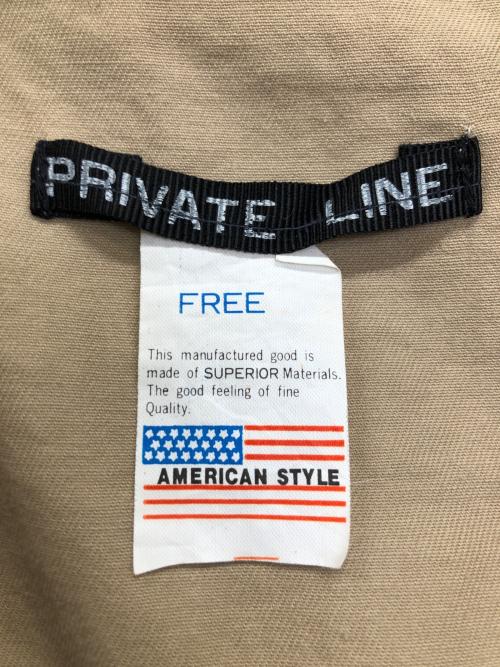 PRIVATE LINE
FREE
This manufactured good is
made of SUPERIOR Materials.
The good feeling of fine
Quality.
AMERICAN STYLE